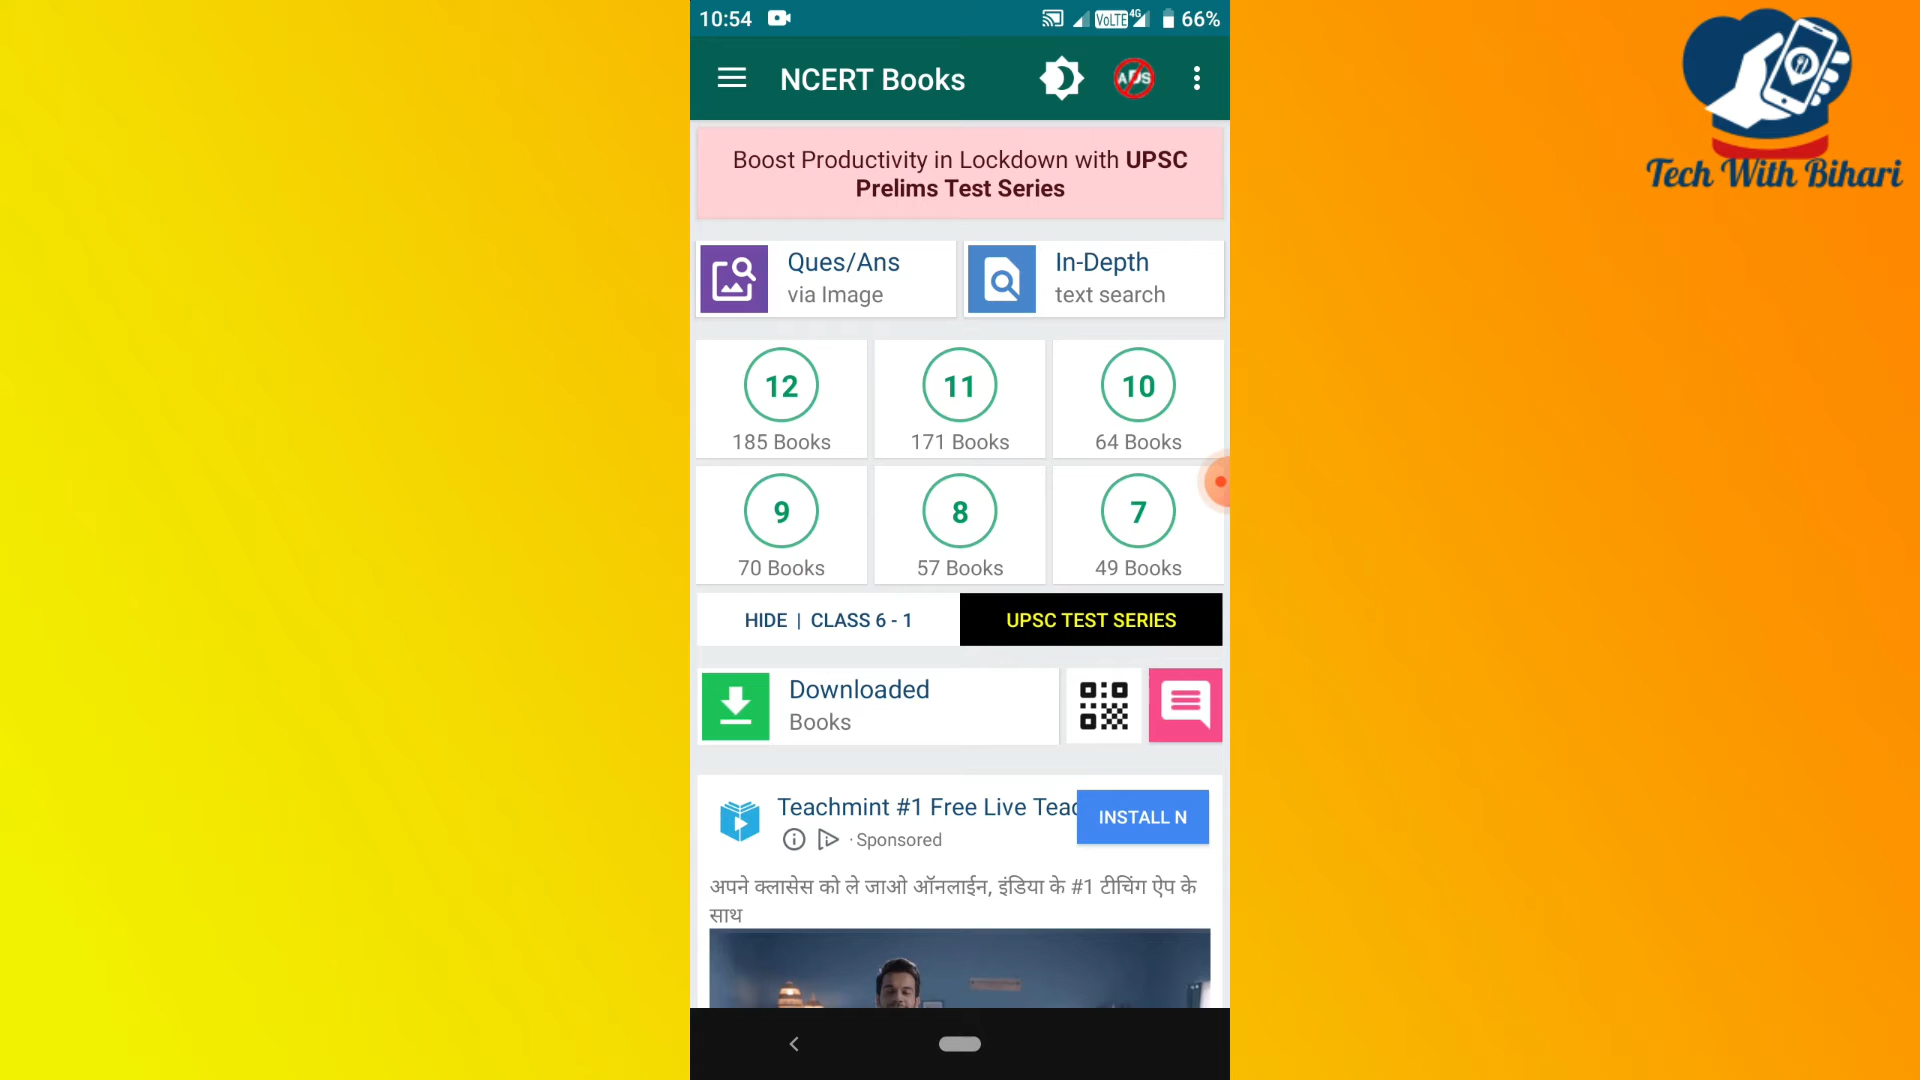 10:54
VoLTE 4G 66%
Tech With Bihari
NCERT Books
ADS
Boost Productivity in Lockdown with UPSC
Prelims Test Series
Ques/Ans
via Image
In-Depth
text search
12
11
10
185 Books
171 Books
64 Books
9
8
7
70 Books
57 Books
49 Books
HIDE | CLASS 6 - 1
UPSC TEST SERIES
Downloaded
Books
Teachmint #1 Free Live Teac
INSTALL N
· Sponsored
अपने क्लासेस को ले जाओ ऑनलाईन, इंडिया के #1 टीचिंग ऐप के
साथ